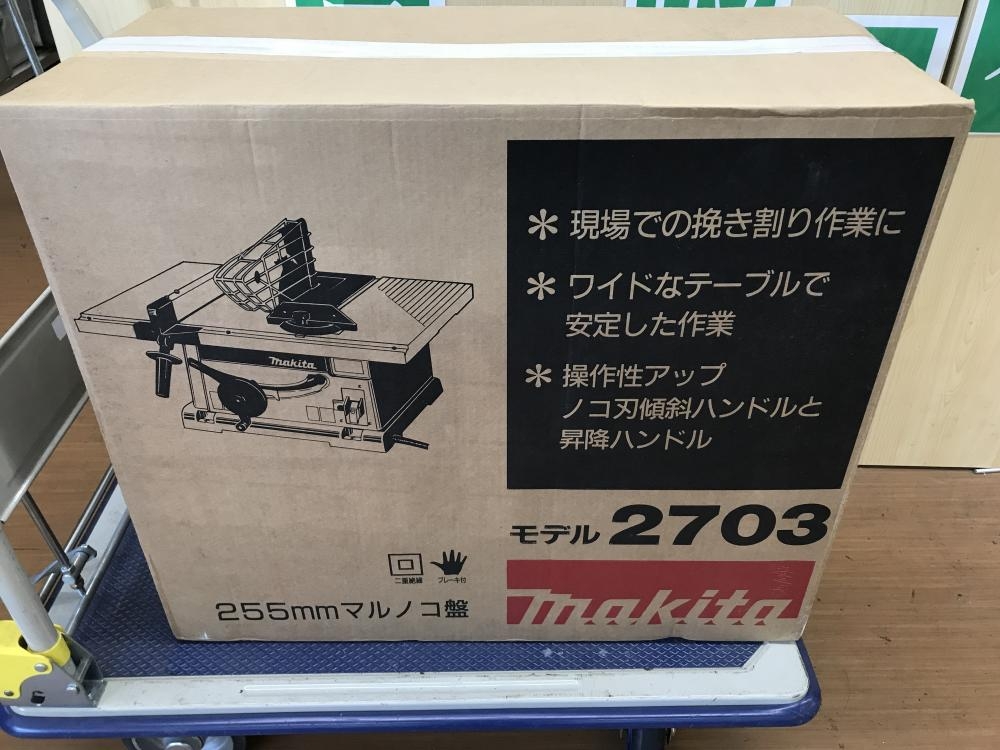 ＊現場での挽き割り作業に
＊ワイドなテーブルで
安定した作業
＊操作性アップ
ノコ刃傾斜ハンドルと
昇降ハンドル
makita
モデル 2703
二重絶縁
ブレーキ付
255mmマルノコ盤
makita